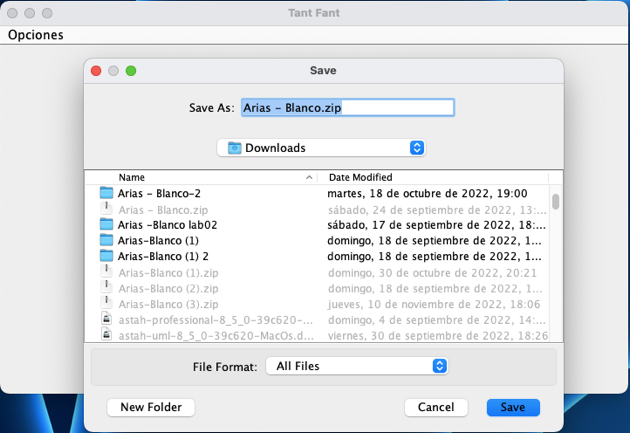 Tant Fant
Opciones
Save
Save As: Arias - Blanco.zip
Downloads
Name Date Modified
Arias - Blanco-2 martes, 18 de octubre de 2022, 19:00
Arias - Blanco.zip sábado, 24 de septiembre de 2022, 13:...
Arias -Blanco lab02 sábado, 17 de septiembre de 2022, 18:...
Arias-Blanco (1) domingo, 18 de septiembre de 2022, 1...
Arias-Blanco (1) 2 domingo, 18 de septiembre de 2022, 1...
Arias-Blanco (1).zip domingo, 30 de octubre de 2022, 20:21
Arias-Blanco (2).zip domingo, 18 de septiembre de 2022, 1...
Arias-Blanco (3).zip jueves, 10 de noviembre de 2022, 18:06
astah-professional-8_5_0-39c620-... domingo, 4 de septiembre de 2022, 14:...
astah-uml-8_5_0-39c620-MacOs.d... viernes, 30 de septiembre de 2022, 18:26
File Format: All Files
New Folder Cancel Save